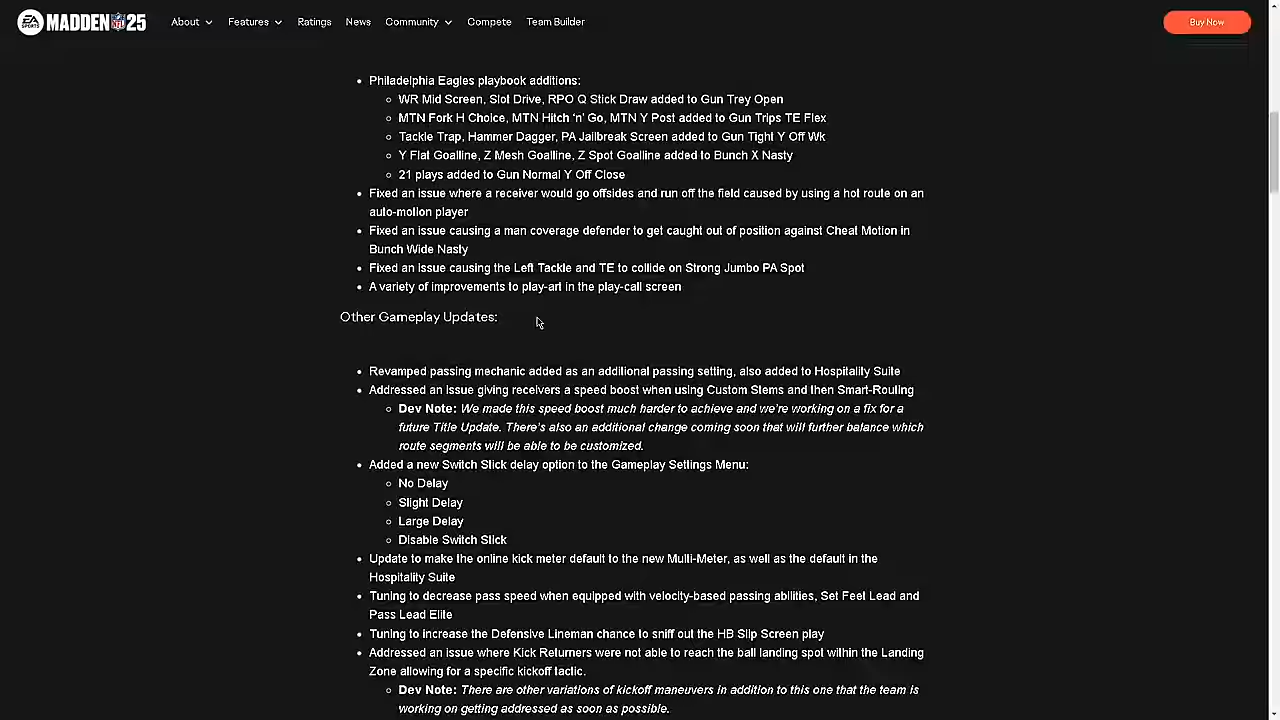 EA SPORTS MADDEN NFL 25 About Features Ratings News Community Compete Team Builder Buy Now
Philadelphia Eagles playbook additions:
WR Mid Screen, Slot Drive, RPO Q Stick Draw added to Gun Trey Open
MTN Fork H Choice, MTN Hitch 'n' Go, MTN Y Post added to Gun Trips TE Flex
Tackle Trap, Hammer Dagger, PA Jailbreak Screen added to Gun Tight Y Off Wk
Y Flat Goalline, Z Mesh Goalline, Z Spot Goalline added to Bunch X Nasty
21 plays added to Gun Normal Y Off Close
Fixed an issue where a receiver would go offsides and run off the field caused by using a hot route on an
auto-motion player
Fixed an issue causing a man coverage defender to get caught out of position against Cheat Motion in
Bunch Wide Nasty
Fixed an issue causing the Left Tackle and TE to collide on Strong Jumbo PA Spot
A variety of improvements to play-art in the play-call screen
Other Gameplay Updates:
Revamped passing mechanic added as an additional passing setting, also added to Hospitality Suite
Addressed an issue giving receivers a speed boost when using Custom Stems and then Smart-Routing
Dev Note: We made this speed boost much harder to achieve and we're working on a fix for a
future Title Update. There's also an additional change coming soon that will further balance which
route segments will be able to be customized.
Added a new Switch Stick delay option to the Gameplay Settings Menu:
No Delay
Slight Delay
Large Delay
Disable Switch Stick
Update to make the online kick meter default to the new Multi-Meter, as well as the default in the
Hospitality Suite
Tuning to decrease pass speed when equipped with velocity-based passing abilities, Set Feet Lead and
Pass Lead Elite
Tuning to increase the Defensive Lineman chance to sniff out the HB Slip Screen play
Addressed an issue where Kick Returners were not able to reach the ball landing spot within the Landing
Zone allowing for a specific kickoff tactic.
Dev Note: There are other variations of kickoff maneuvers in addition to this one that the team is
working on getting addressed as soon as possible.